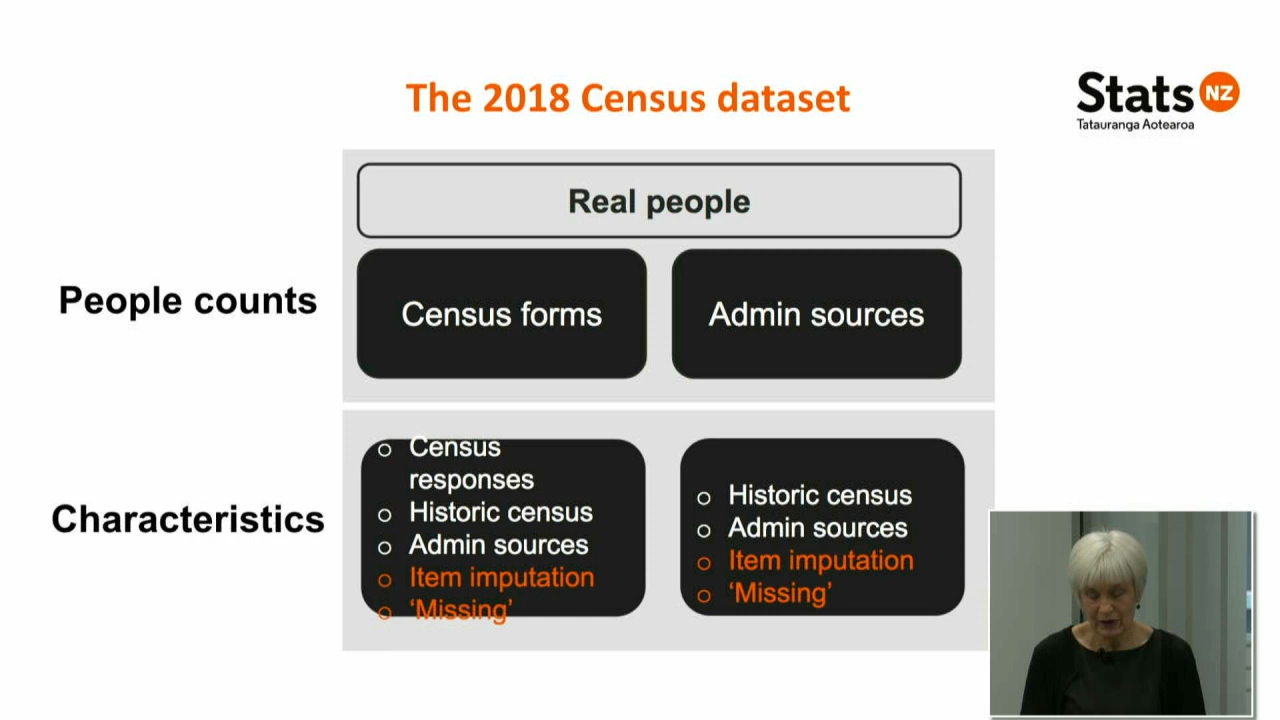 The 2018 Census dataset
Stats NZ
Tatauranga Aotearoa
Real people
People counts
Census forms
Admin sources
Characteristics
o Census
responses
o Historic census
o Admin sources
o Item imputation
o ‘Missing’
o Historic census
o Admin sources
o Item imputation
o ‘Missing’